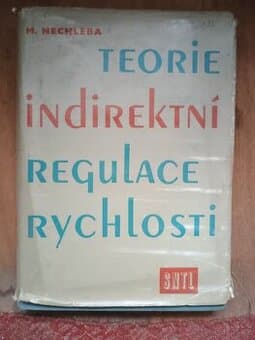 M. NECHLEBA
TEORIE
INDIREKTNÍ
REGULACE
RYCHLOSTI
SNTL